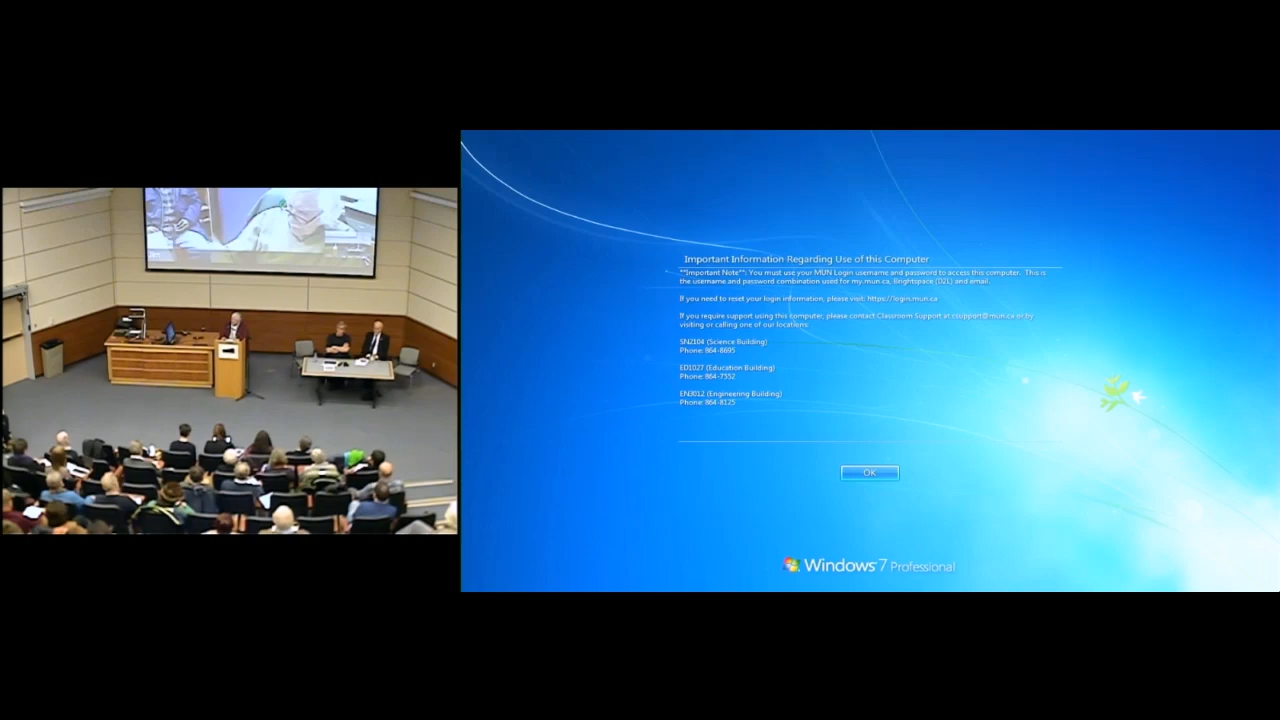 Important Information Regarding Use of this Computer
**Important Note**: You must use your MUN Login username and password to access this computer. This is
the username and password combination used for my.mun.ca, Brightspace (D2L) and email.
If you need to reset your login information, please visit: https://login.mun.ca
If you require support using this computer, please contact Classroom Support at csupport@mun.ca or by
visiting or calling one of our locations:
SN2104 (Science Building)
Phone: 864-8695
ED1027 (Education Building)
Phone: 864-7552
EN3012 (Engineering Building)
Phone: 864-8125
OK
Windows 7 Professional